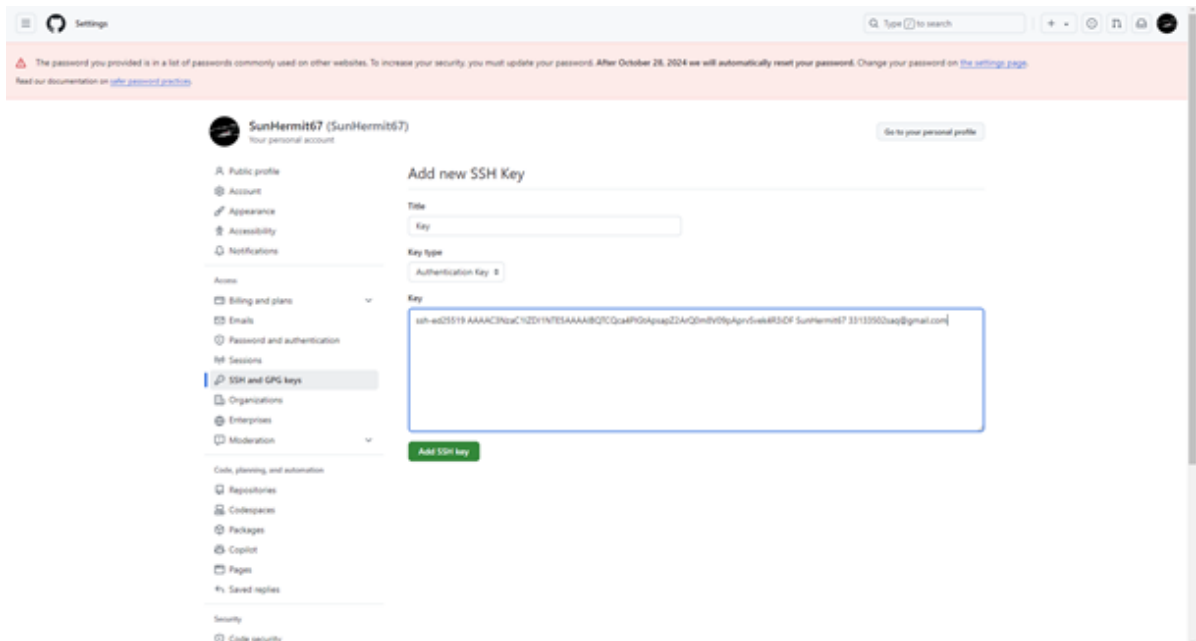 Settings
Type / to search
The password you provided is in a list of passwords commonly used on other websites. To increase your security, you must update your password. After October 28, 2024 we will automatically reset your password. Change your password on the settings page.
Read our documentation on safer password practices.
SunHermit67 (SunHermit67)
Your personal account
Go to your personal profile
Public profile
Account
Appearance
Accessibility
Notifications
Access
Billing and plans
Emails
Password and authentication
Sessions
SSH and GPG keys
Organizations
Enterprises
Moderation
Code, planning, and automation
Repositories
Codespaces
Packages
Copilot
Pages
Saved replies
Security
Code security
Add new SSH Key
Title
Key
Key type
Authentication Key
Key
ssh-ed25519 SunHermit67
Add SSH key